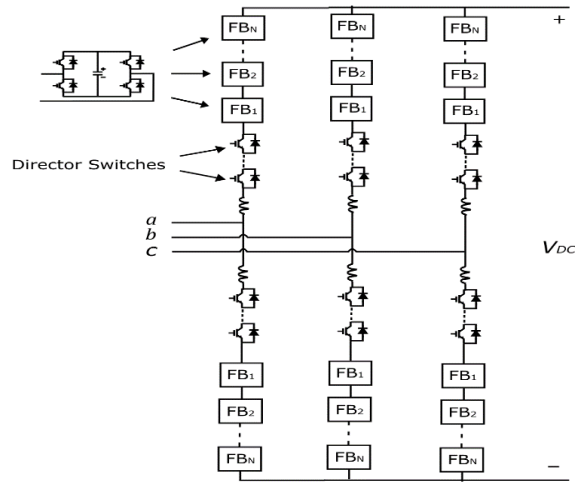 +
FBN FBN FBN
FB2 FB2 FB2
FB1 FB1 FB1
Director Switches
a
b
c
VDC
FB1 FB1 FB1
FB2 FB2 FB2
FBN FBN FBN
−